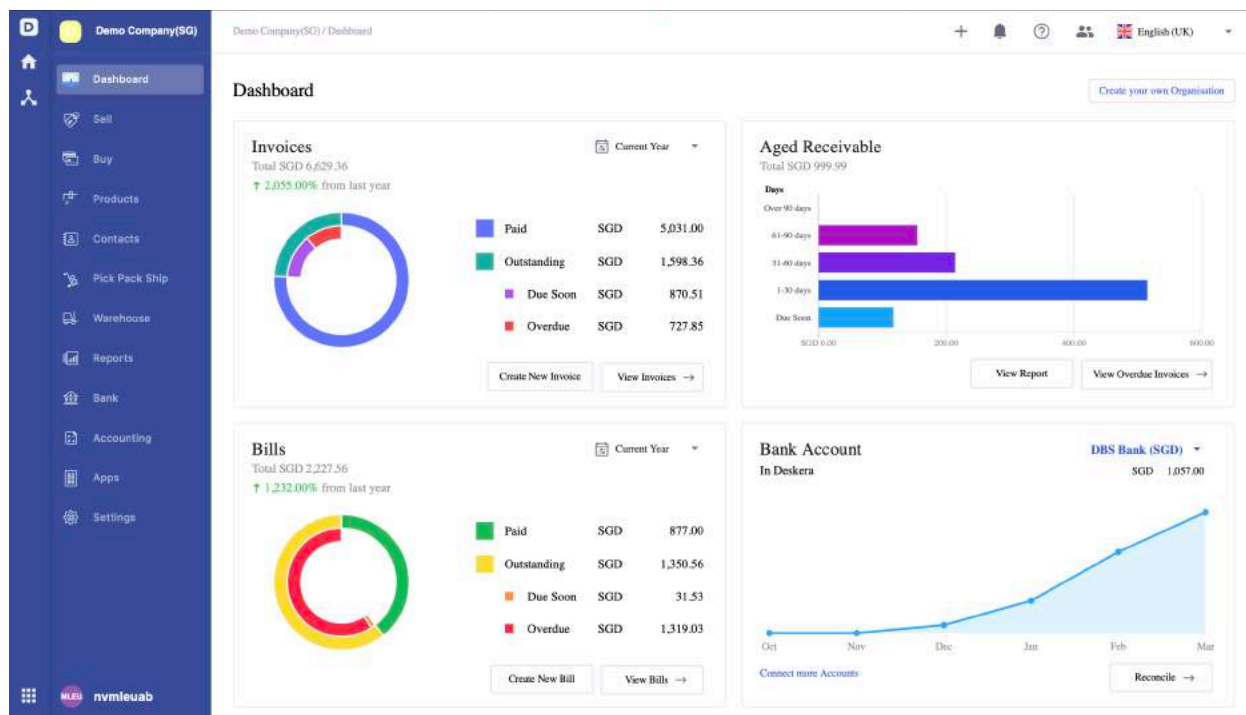 D
Demo Company(SG)
Demo Company(SG) / Dashboard
English (UK)
Dashboard
Sell
Buy
Products
Contacts
Pick Pack Ship
Warehouse
Reports
Bank
Accounting
Apps
Settings
MLEU
nvmleuab
Dashboard
Create your own Organisation
Invoices
Current Year
Total SGD 6,629.36
↑ 2,055.00% from last year
Paid SGD 5,031.00
Outstanding SGD 1,598.36
Due Soon SGD 870.51
Overdue SGD 727.85
Create New Invoice
View Invoices →
Aged Receivable
Total SGD 999.99
Days
Over 90 days
61-90 days
31-60 days
1-30 days
Due Soon
SGD 0.00 200.00 400.00 600.00
View Report
View Overdue Invoices →
Bills
Current Year
Total SGD 2,227.56
↑ 1,232.00% from last year
Paid SGD 877.00
Outstanding SGD 1,350.56
Due Soon SGD 31.53
Overdue SGD 1,319.03
Create New Bill
View Bills →
Bank Account
DBS Bank (SGD)
In Deskera
SGD 1,057.00
Oct Nov Dec Jan Feb Mar
Connect more Accounts
Reconcile →